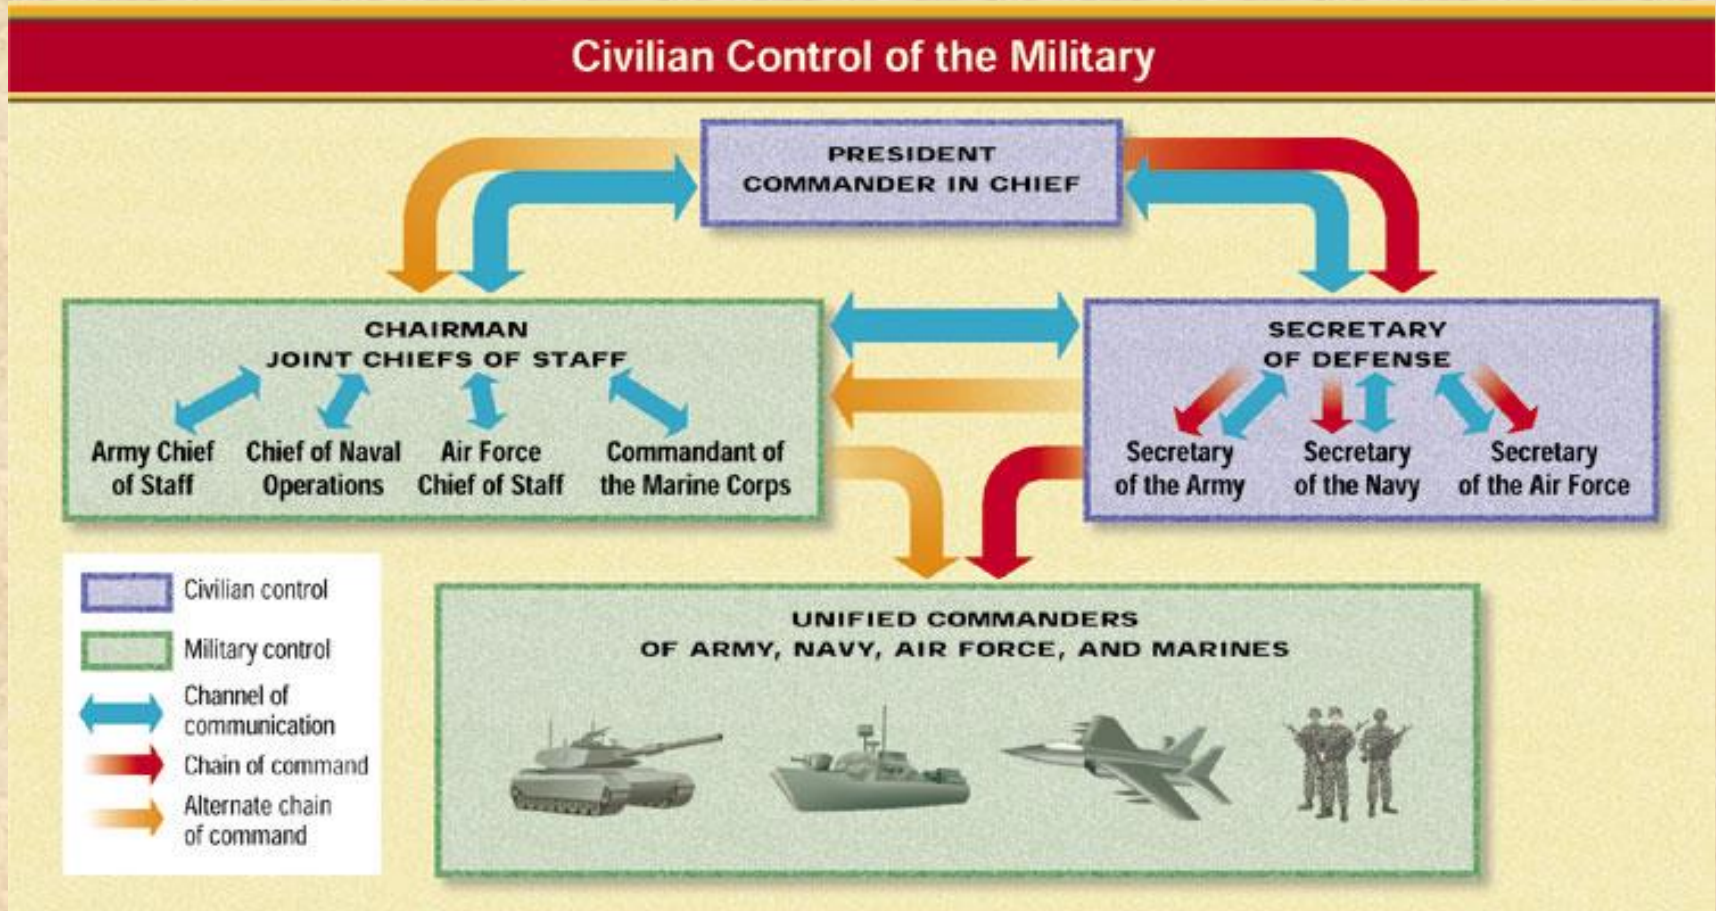 Civilian Control of the Military
PRESIDENT
COMMANDER IN CHIEF
CHAIRMAN
JOINT CHIEFS OF STAFF
Army Chief
of Staff
Chief of Naval
Operations
Air Force
Chief of Staff
Commandant of
the Marine Corps
SECRETARY
OF DEFENSE
Secretary
of the Army
Secretary
of the Navy
Secretary
of the Air Force
Civilian control
Military control
Channel of
communication
Chain of command
Alternate chain
of command
UNIFIED COMMANDERS
OF ARMY, NAVY, AIR FORCE, AND MARINES